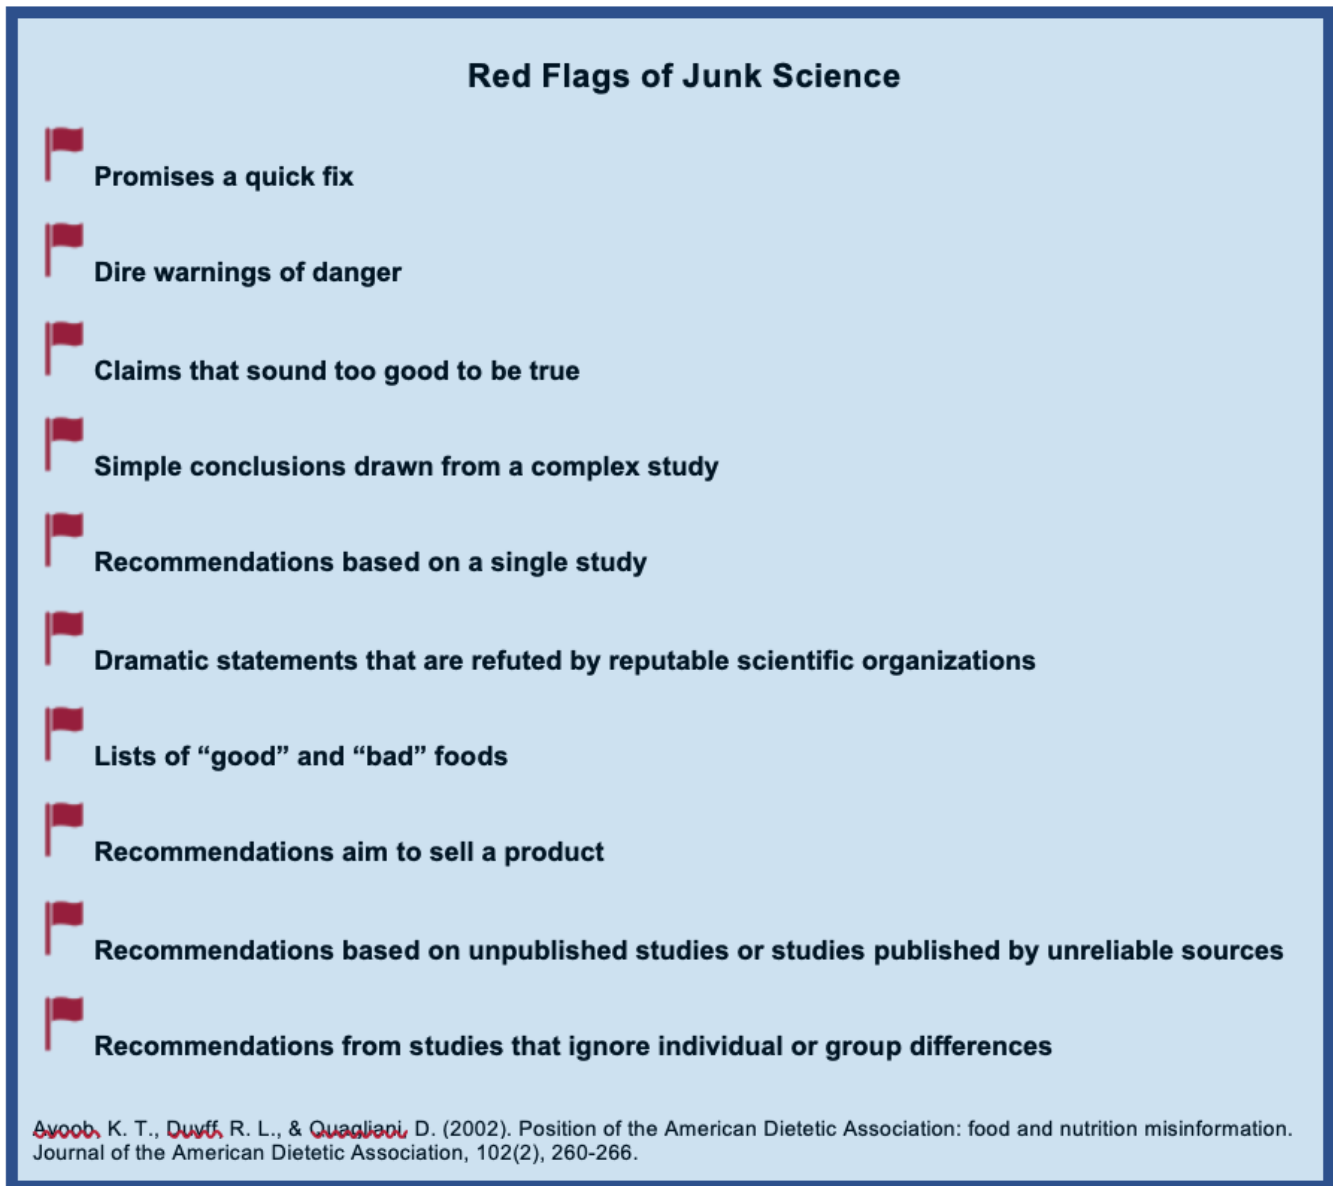 Red Flags of Junk Science
Promises a quick fix
Dire warnings of danger
Claims that sound too good to be true
Simple conclusions drawn from a complex study
Recommendations based on a single study
Dramatic statements that are refuted by reputable scientific organizations
Lists of “good” and “bad” foods
Recommendations aim to sell a product
Recommendations based on unpublished studies or studies published by unreliable sources
Recommendations from studies that ignore individual or group differences
Ayoob, K. T., Duyff, R. L., & Quagliani, D. (2002). Position of the American Dietetic Association: food and nutrition misinformation.
Journal of the American Dietetic Association, 102(2), 260-266.